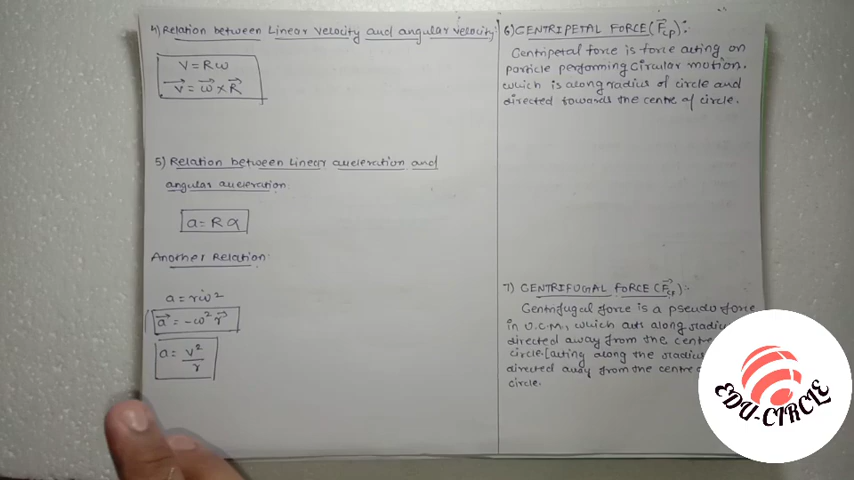 4) Relation between Linear Velocity and angular velocity:
V = Rω
V⃗ = ω⃗ × R⃗
5) Relation between Linear acceleration and
angular acceleration.
a = R α
Another Relation:
a = rω²
a⃗ = -ω² r⃗
a = V²/r
6) CENTRIPETAL FORCE (F⃗cp):
Centripetal force is force acting on
particle performing Circular motion,
which is along radius of circle and
directed towards the centre of circle.
7) CENTRIFUGAL FORCE (F⃗CF):
Centrifugal force is a pseudo force
in U.C.M., which acts along radiu
directed away from the cent
circle. [acting along the radiu
directed away from the centre
circle.
EDU-CIRCLE